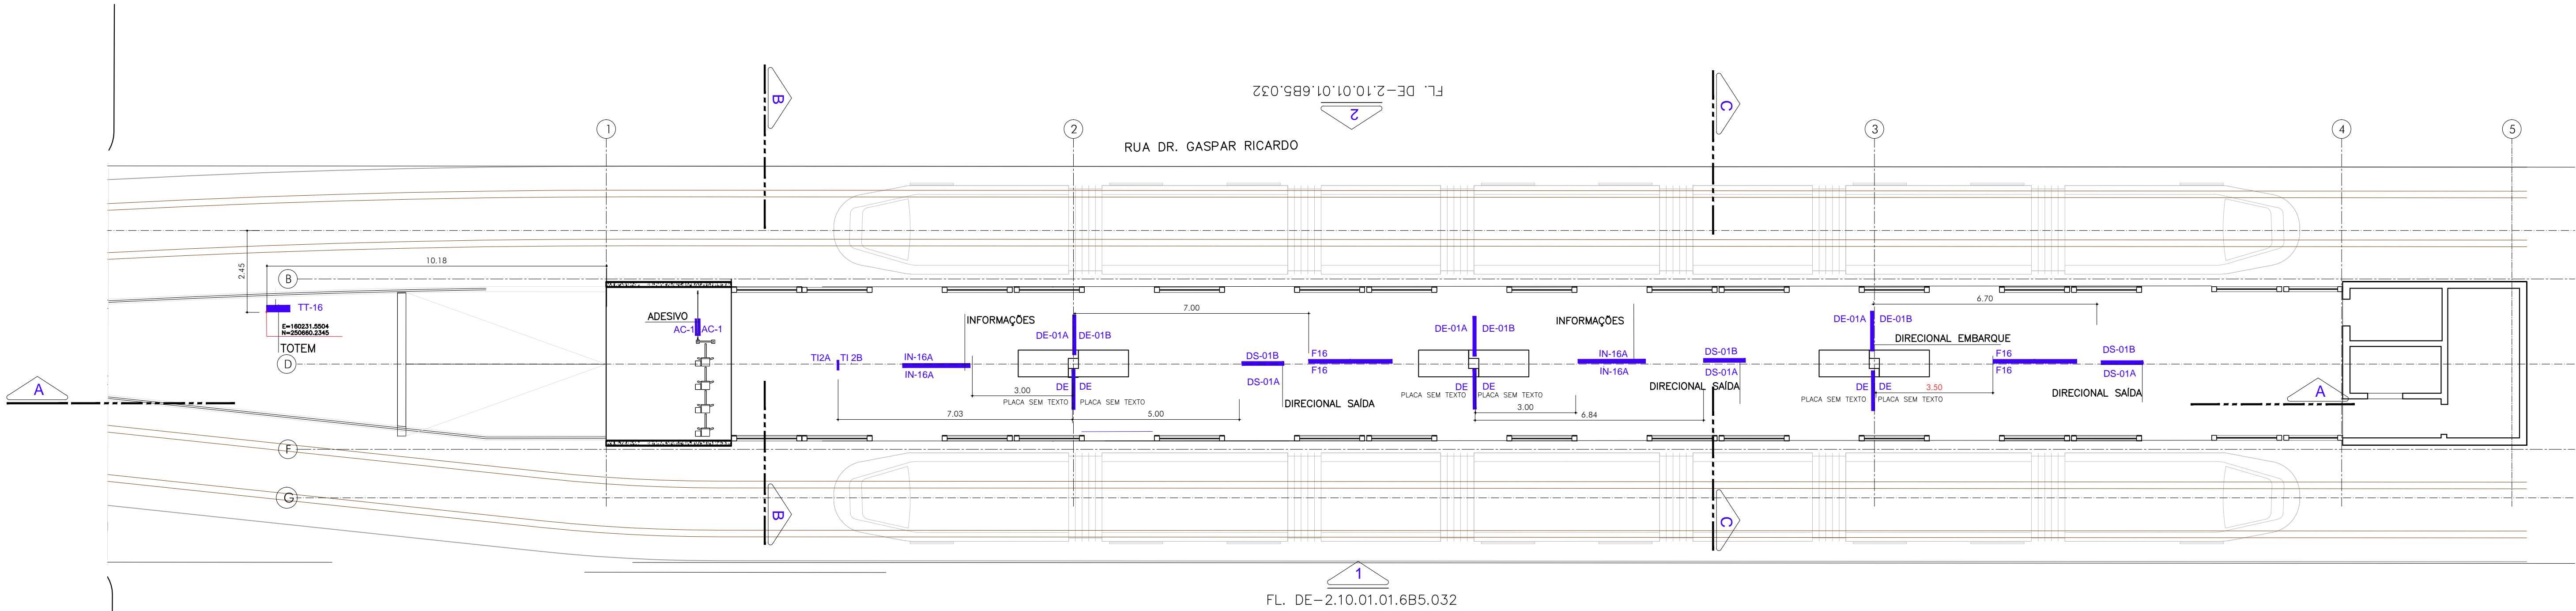 FL. DE-2.10.01.01.6B5.032
2
RUA DR. GASPAR RICARDO
B
C
1
2
3
4
5
2.45
10.18
B
TT-16
E=160231.5504
N=250660.2345
TOTEM
D
A
F
G
ADESIVO
AC-1
AC-1
TI2A
TI 2B
INFORMAÇÕES
IN-16A
IN-16A
3.00
7.03
DE-01A
DE-01B
DE
DE
PLACA SEM TEXTO
PLACA SEM TEXTO
5.00
7.00
DS-01B
DS-01A
DIRECIONAL SAÍDA
F16
F16
DE-01A
DE-01B
DE
DE
PLACA SEM TEXTO
PLACA SEM TEXTO
3.00
6.84
INFORMAÇÕES
IN-16A
IN-16A
DS-01B
DS-01A
DIRECIONAL SAÍDA
DE-01A
DE-01B
DIRECIONAL EMBARQUE
DE
DE
PLACA SEM TEXTO
PLACA SEM TEXTO
3.50
6.70
F16
F16
DS-01B
DS-01A
DIRECIONAL SAÍDA
A
B
C
1
FL. DE-2.10.01.01.6B5.032